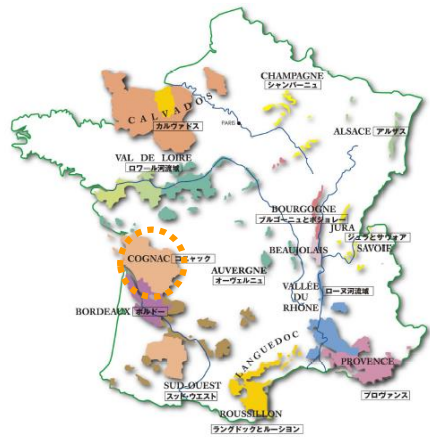 CHAMPAGNE
シャンパーニュ
CALVADOS
カルヴァドス
PARIS
ALSACE アルザス
VAL DE LOIRE
ロワール河流域
BOURGOGNE
ブルゴーニュとボジョレー
JURA
ジュラとサヴォア
SAVOIE
BEAUJOLAIS
COGNAC コニャック
AUVERGNE
オーヴェルニュ
VALLÉE
DU
RHÔNE
ローヌ河流域
BORDEAUX ボルドー
LANGUEDOC
PROVENCE
プロヴァンス
SUD-OUEST
スッド・ウエスト
ROUSSILLON
ラングドックとルーション